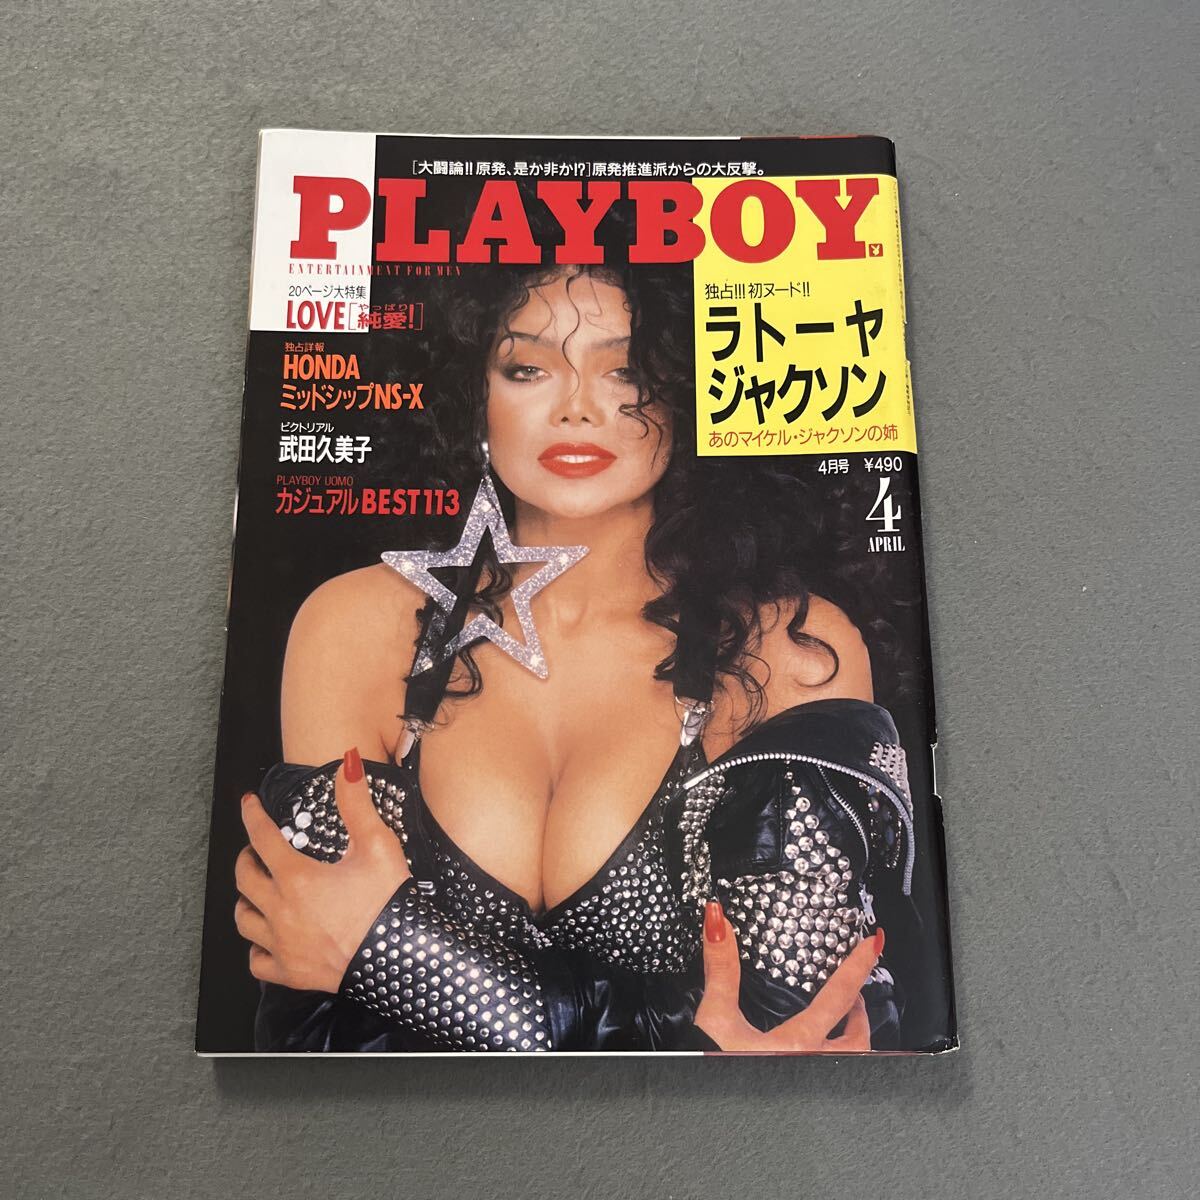 [大闘論!! 原発、是か非か!?] 原発推進派からの大反撃。
PLAYBOY
ENTERTAINMENT FOR MEN
20ページ大特集
やっぱり
LOVE[純愛!]
独占詳報
HONDA
ミッドシップNS-X
ピクトリアル
武田久美子
PLAYBOY UOMO
カジュアルBEST113
独占!!! 初ヌード!!
ラトーヤ
ジャクソン
あのマイケル・ジャクソンの姉
4月号 ¥490
4
APRIL